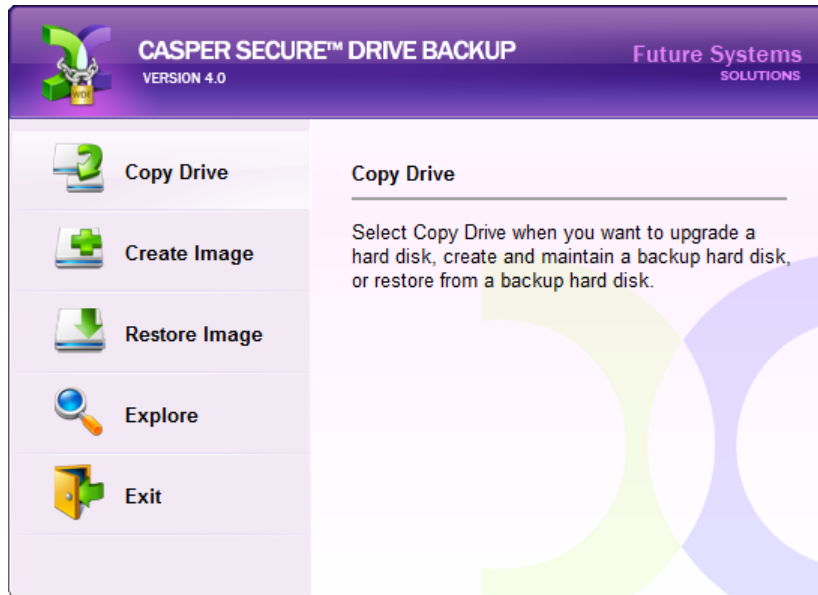 CASPER SECURE™ DRIVE BACKUP
VERSION 4.0
Future Systems
SOLUTIONS
WDE
Copy Drive
Create Image
Restore Image
Explore
Exit
Copy Drive
Select Copy Drive when you want to upgrade a
hard disk, create and maintain a backup hard disk,
or restore from a backup hard disk.